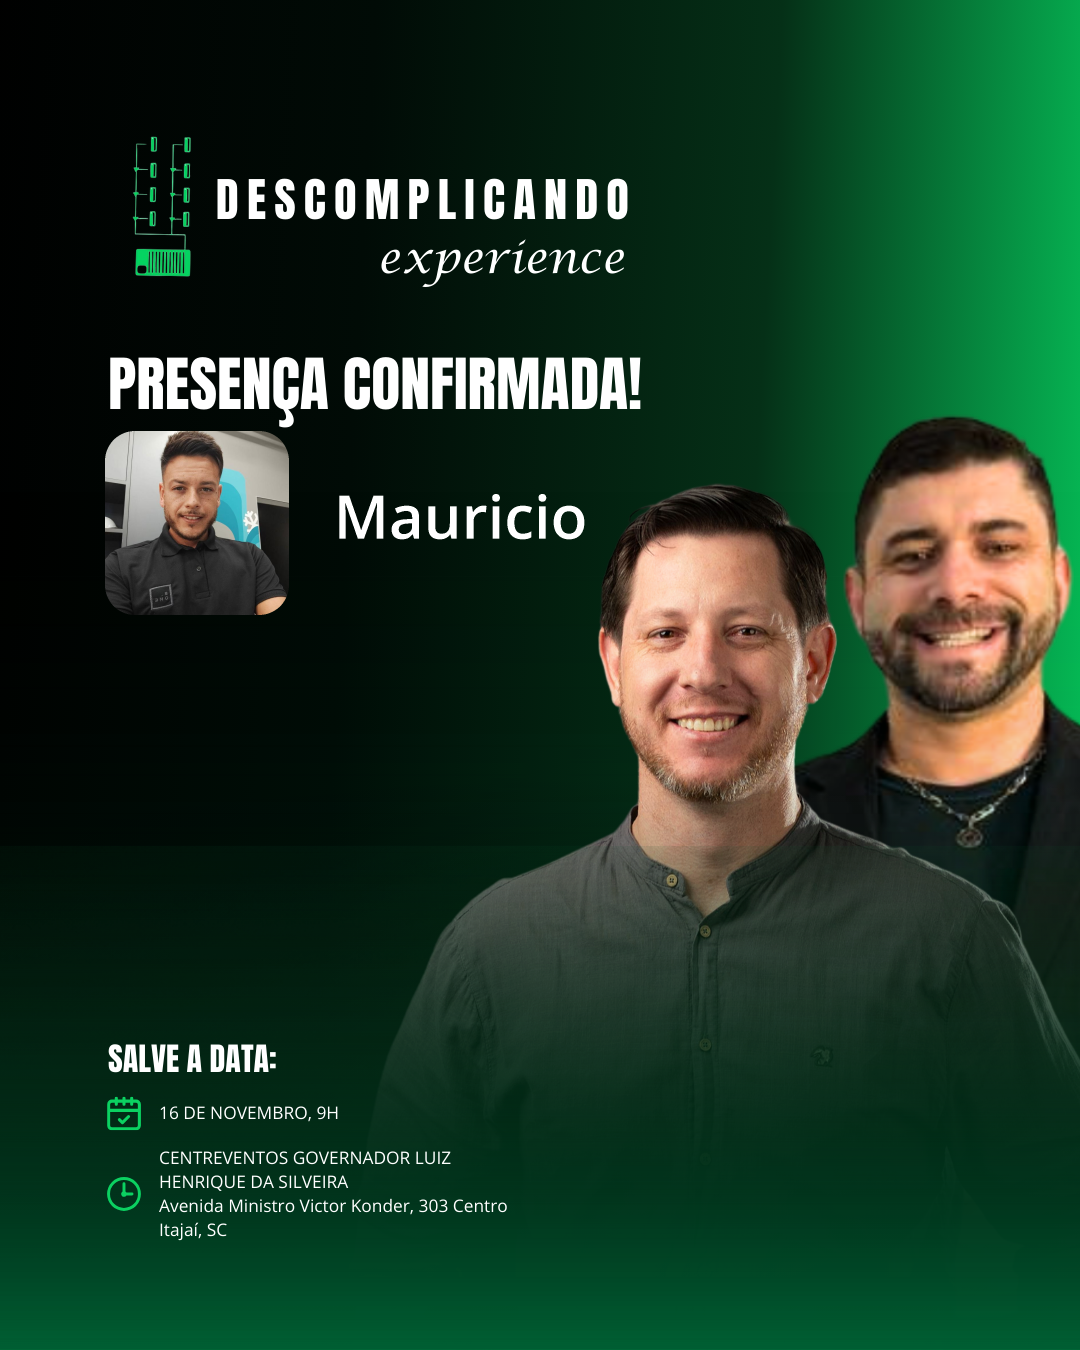 DESCOMPLICANDO
experience
PRESENÇA CONFIRMADA!
Mauricio
SALVE A DATA:
16 DE NOVEMBRO, 9H
CENTREVENTOS GOVERNADOR LUIZ
HENRIQUE DA SILVEIRA
Avenida Ministro Victor Konder, 303 Centro
Itajaí, SC